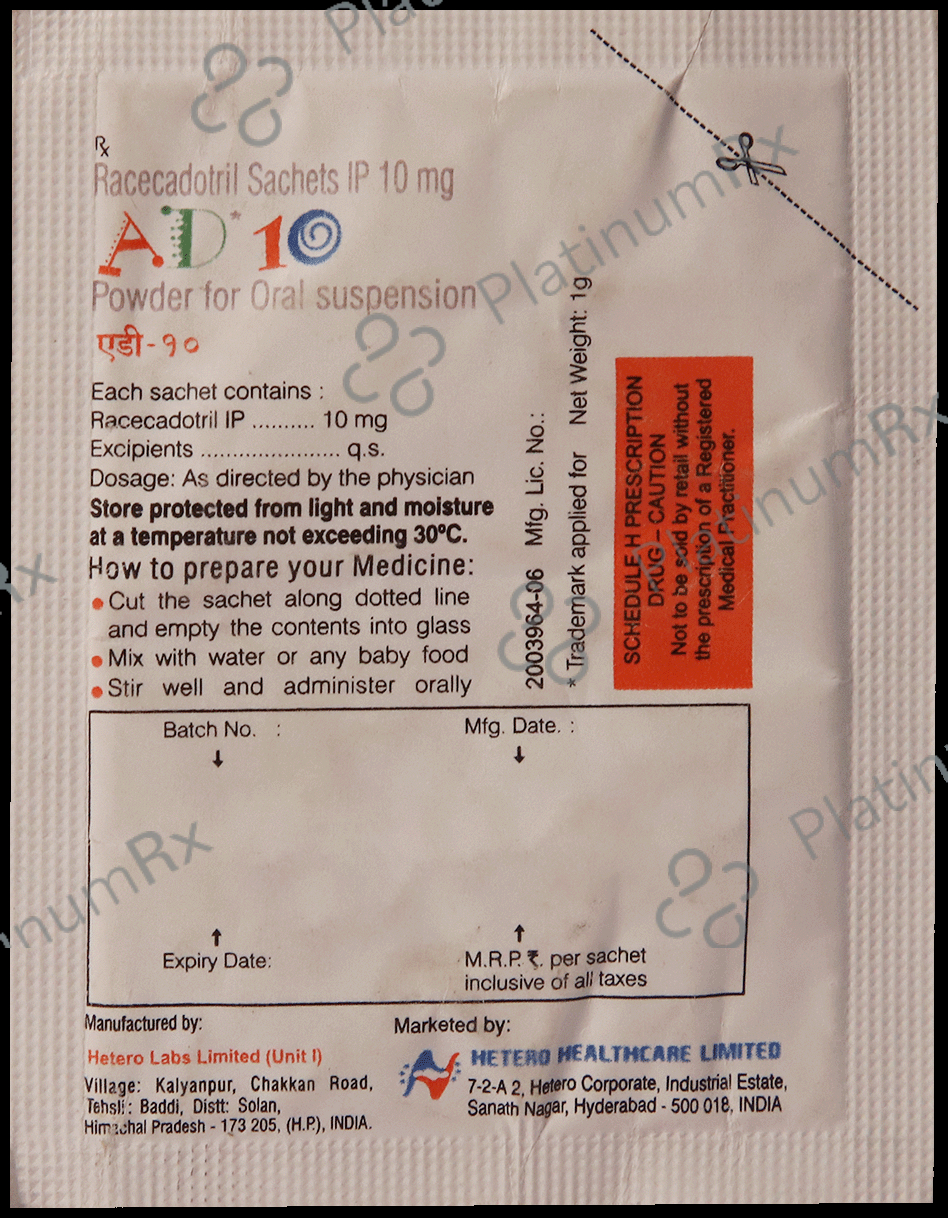 Rx
Racecadotril Sachets IP 10 mg
AD* 10
Powder for Oral suspension
एडी-१०
Each sachet contains :
Racecadotril IP .......... 10 mg
Excipients ...................... q.s.
Dosage: As directed by the physician
Store protected from light and moisture
at a temperature not exceeding 30ºC.
How to prepare your Medicine:
• Cut the sachet along dotted line
and empty the contents into glass
• Mix with water or any baby food
• Stir well and administer orally
2003964-06 Mfg. Lic. No.:
* Trademark applied for Net Weight: 1g
SCHEDULE H PRESCRIPTION
DRUG – CAUTION
Not to be sold by retail without
the prescription of a Registered
Medical Practitioner.
Batch No. :
Mfg. Date. :
Expiry Date:
M.R.P. ₹. per sachet
inclusive of all taxes
Manufactured by:
Hetero Labs Limited (Unit I)
Village: Kalyanpur, Chakkan Road,
Tehsli: Baddi, Distt: Solan,
Himachal Pradesh - 173 205, (H.P.), INDIA.
Marketed by:
HETERO HEALTHCARE LIMITED
7-2-A 2, Hetero Corporate, Industrial Estate,
Sanath Nagar, Hyderabad - 500 018, INDIA
PlatinumRx
PlatinumRx
PlatinumRx